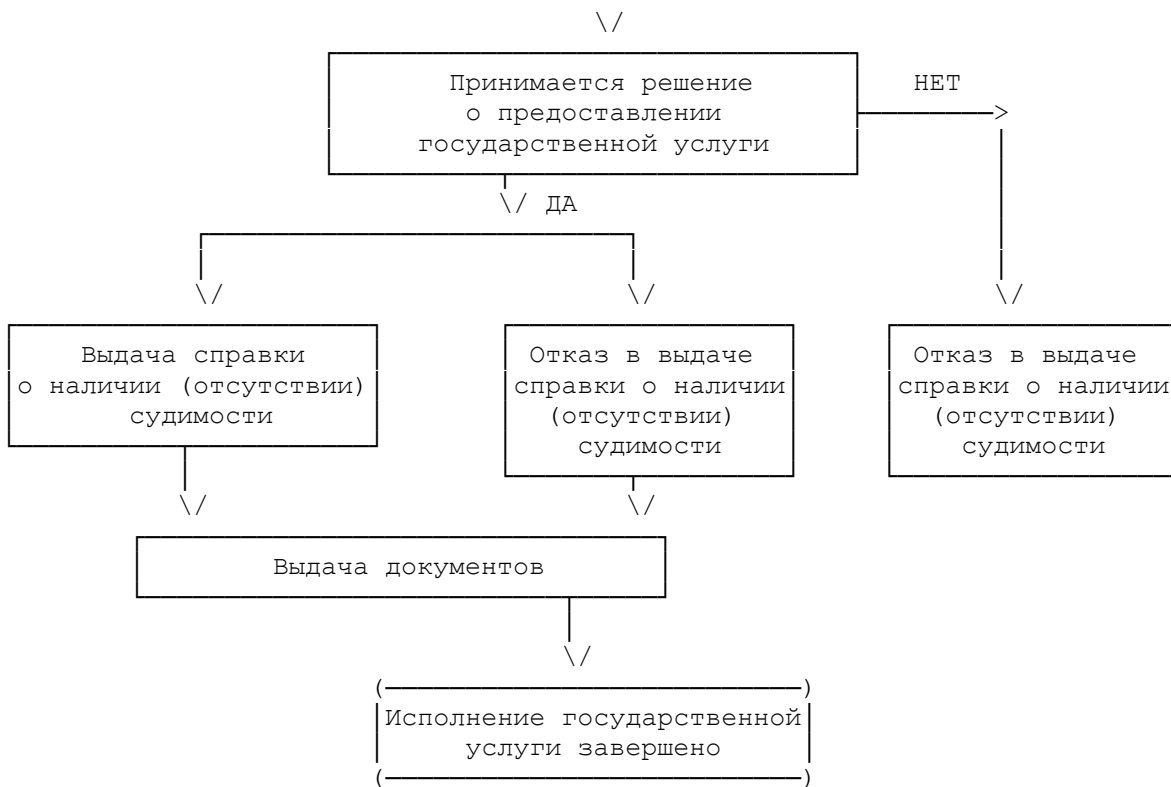 Принимается решение
о предоставлении
государственной услуги
НЕТ
ДА
Выдача справки
о наличии (отсутствии)
судимости
Отказ в выдаче
справки о наличии
(отсутствии)
судимости
Отказ в выдаче
справки о наличии
(отсутствии)
судимости
Выдача документов
Исполнение государственной
услуги завершено